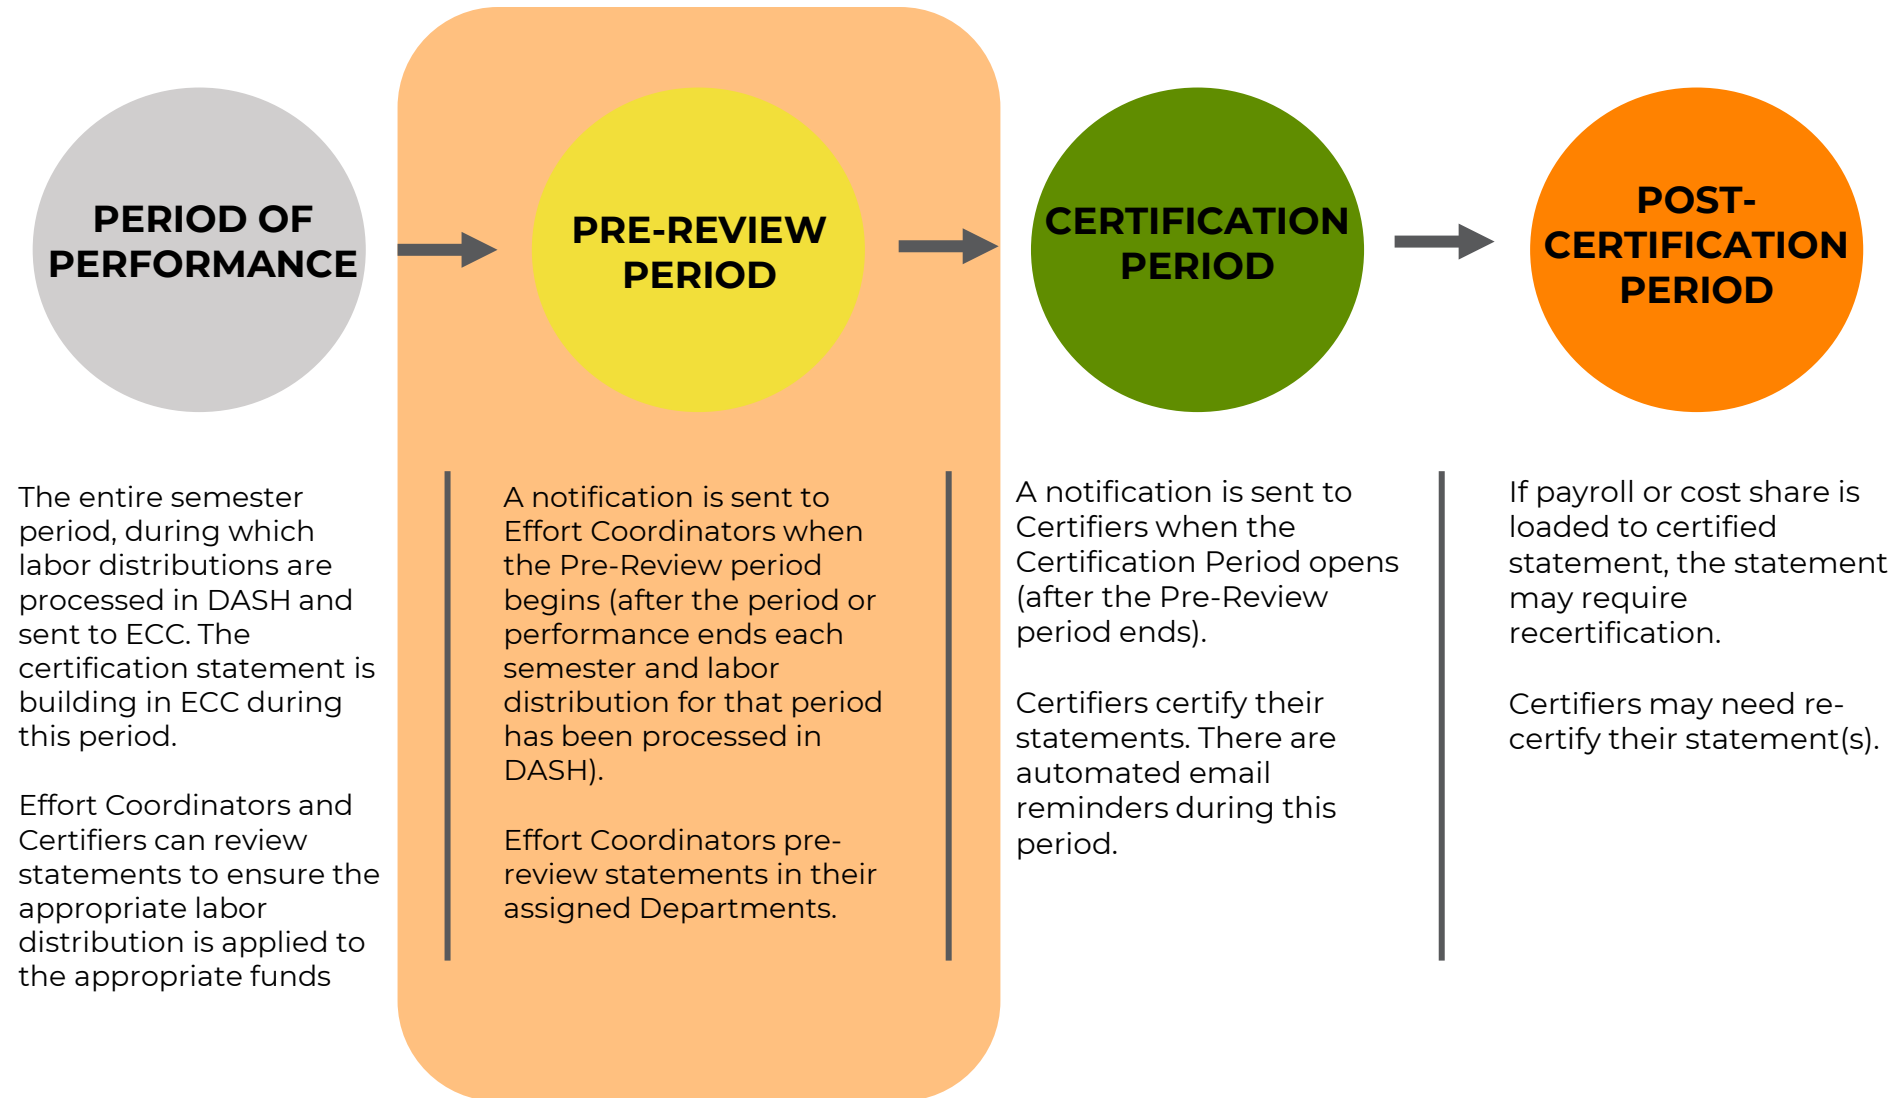 PERIOD OF
PERFORMANCE
The entire semester
period, during which
labor distributions are
processed in DASH and
sent to ECC. The
certification statement is
building in ECC during
this period.
Effort Coordinators and
Certifiers can review
statements to ensure the
appropriate labor
distribution is applied to
the appropriate funds
PRE-REVIEW
PERIOD
A notification is sent to
Effort Coordinators when
the Pre-Review period
begins (after the period or
performance ends each
semester and labor
distribution for that period
has been processed in
DASH).
Effort Coordinators pre-
review statements in their
assigned Departments.
CERTIFICATION
PERIOD
A notification is sent to
Certifiers when the
Certification Period opens
(after the Pre-Review
period ends).
Certifiers certify their
statements. There are
automated email
reminders during this
period.
POST-
CERTIFICATION
PERIOD
If payroll or cost share is
loaded to certified
statement, the statement
may require
recertification.
Certifiers may need re-
certify their statement(s).